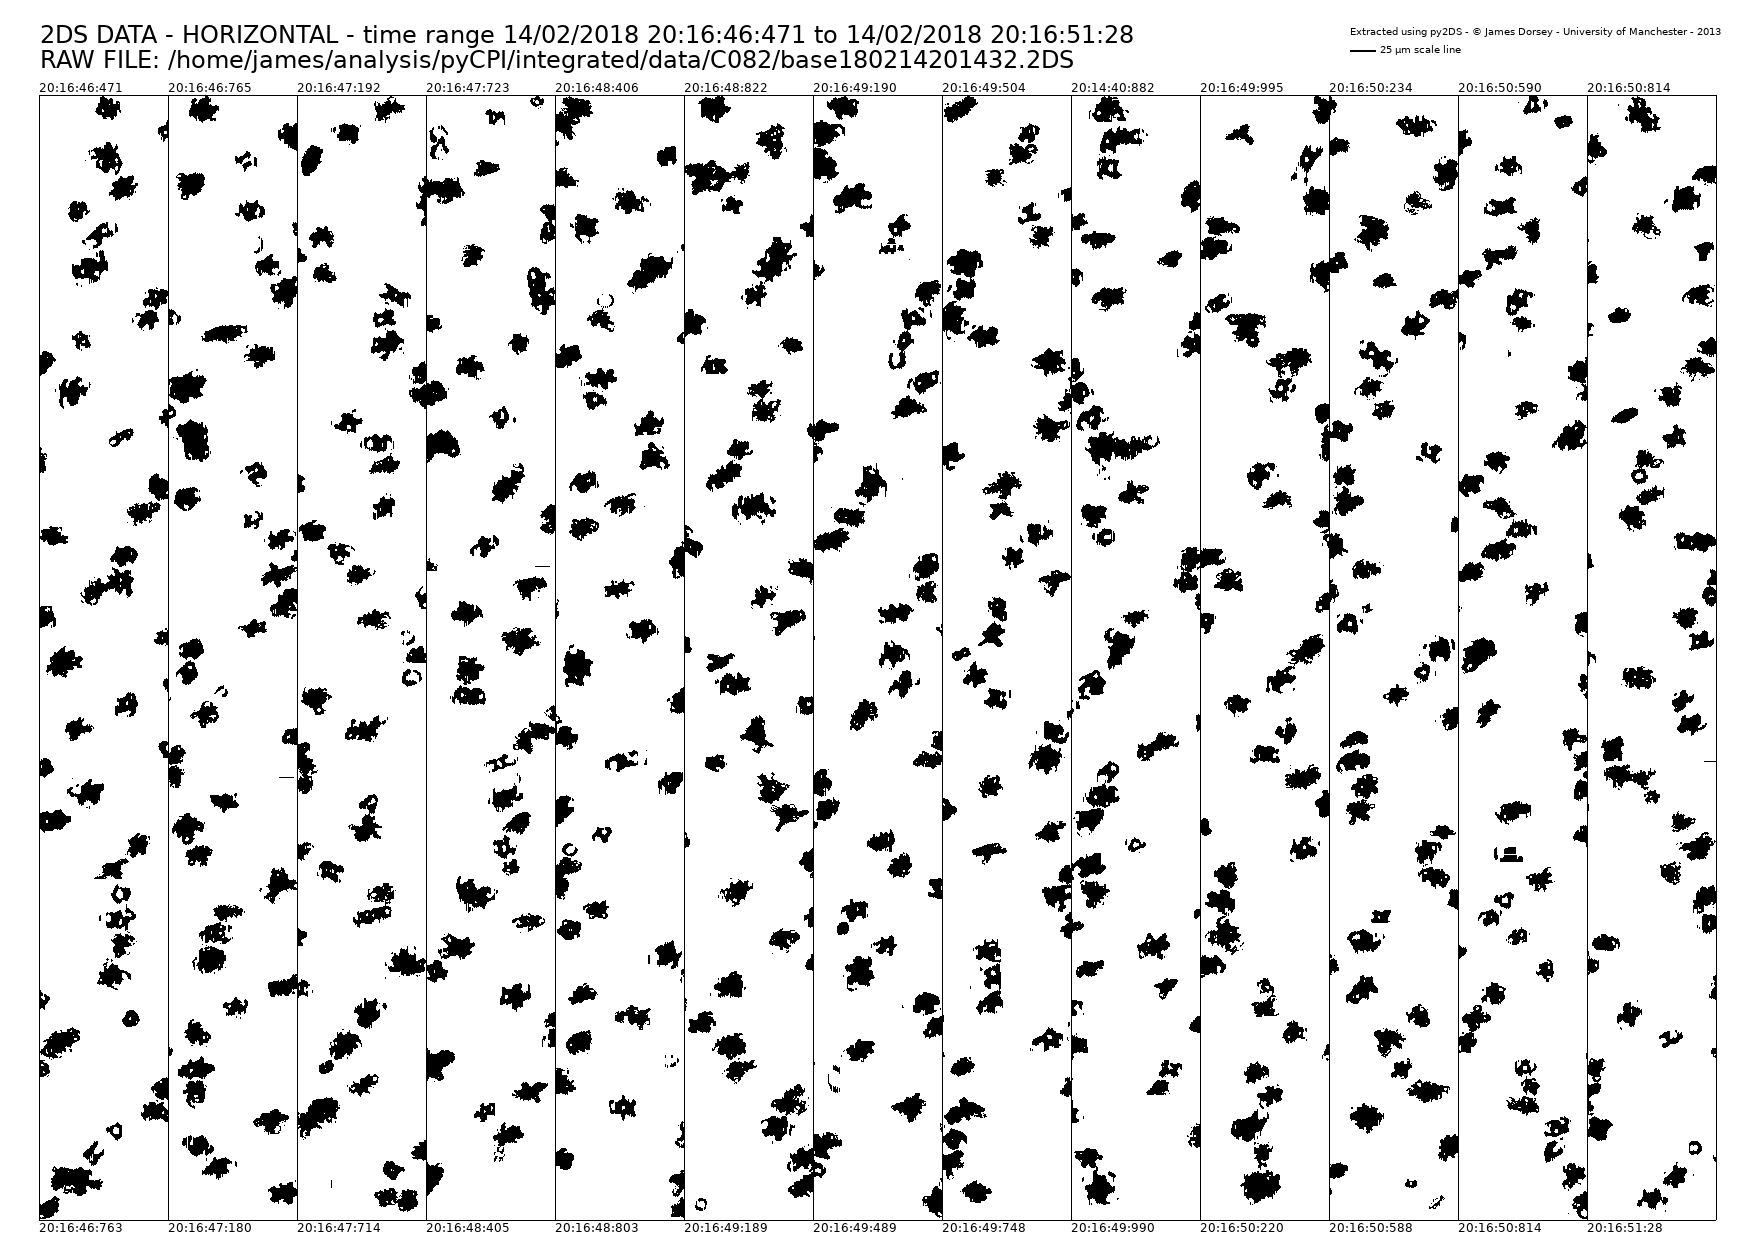 2DS DATA - HORIZONTAL - time range 14/02/2018 20:16:46:471 to 14/02/2018 20:16:51:28
RAW FILE: /home/james/analysis/pyCPI/integrated/data/C082/base180214201432.2DS
Extracted using py2DS - © James Dorsey - University of Manchester - 2013
25 µm scale line
20:16:46:471 20:16:46:765 20:16:47:192 20:16:47:723 20:16:48:406 20:16:48:822 20:16:49:190 20:16:49:504 20:14:40:882 20:16:49:995 20:16:50:234 20:16:50:590 20:16:50:814
20:16:46:763 20:16:47:180 20:16:47:714 20:16:48:405 20:16:48:803 20:16:49:189 20:16:49:489 20:16:49:748 20:16:49:990 20:16:50:220 20:16:50:588 20:16:50:814 20:16:51:28